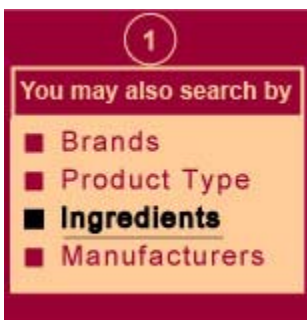 1
You may also search by
Brands
Product Type
Ingredients
Manufacturers